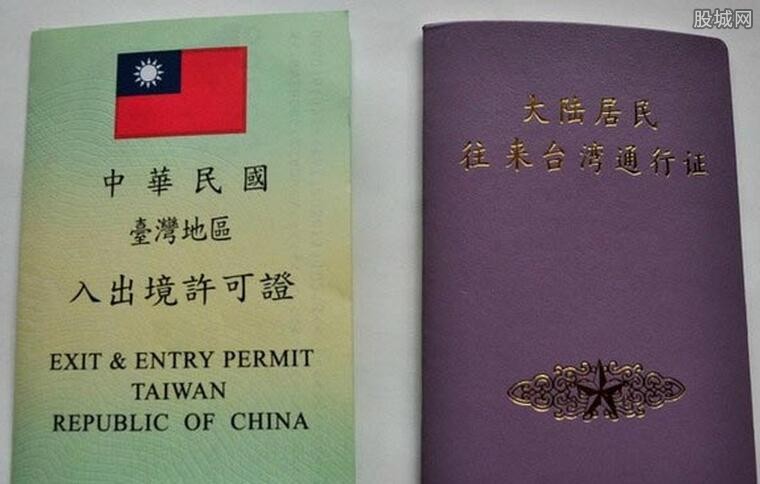 中華民國
臺灣地區
入出境許可證
EXIT & ENTRY PERMIT
TAIWAN
REPUBLIC OF CHINA
股城网
大陆居民
往来台湾通行证